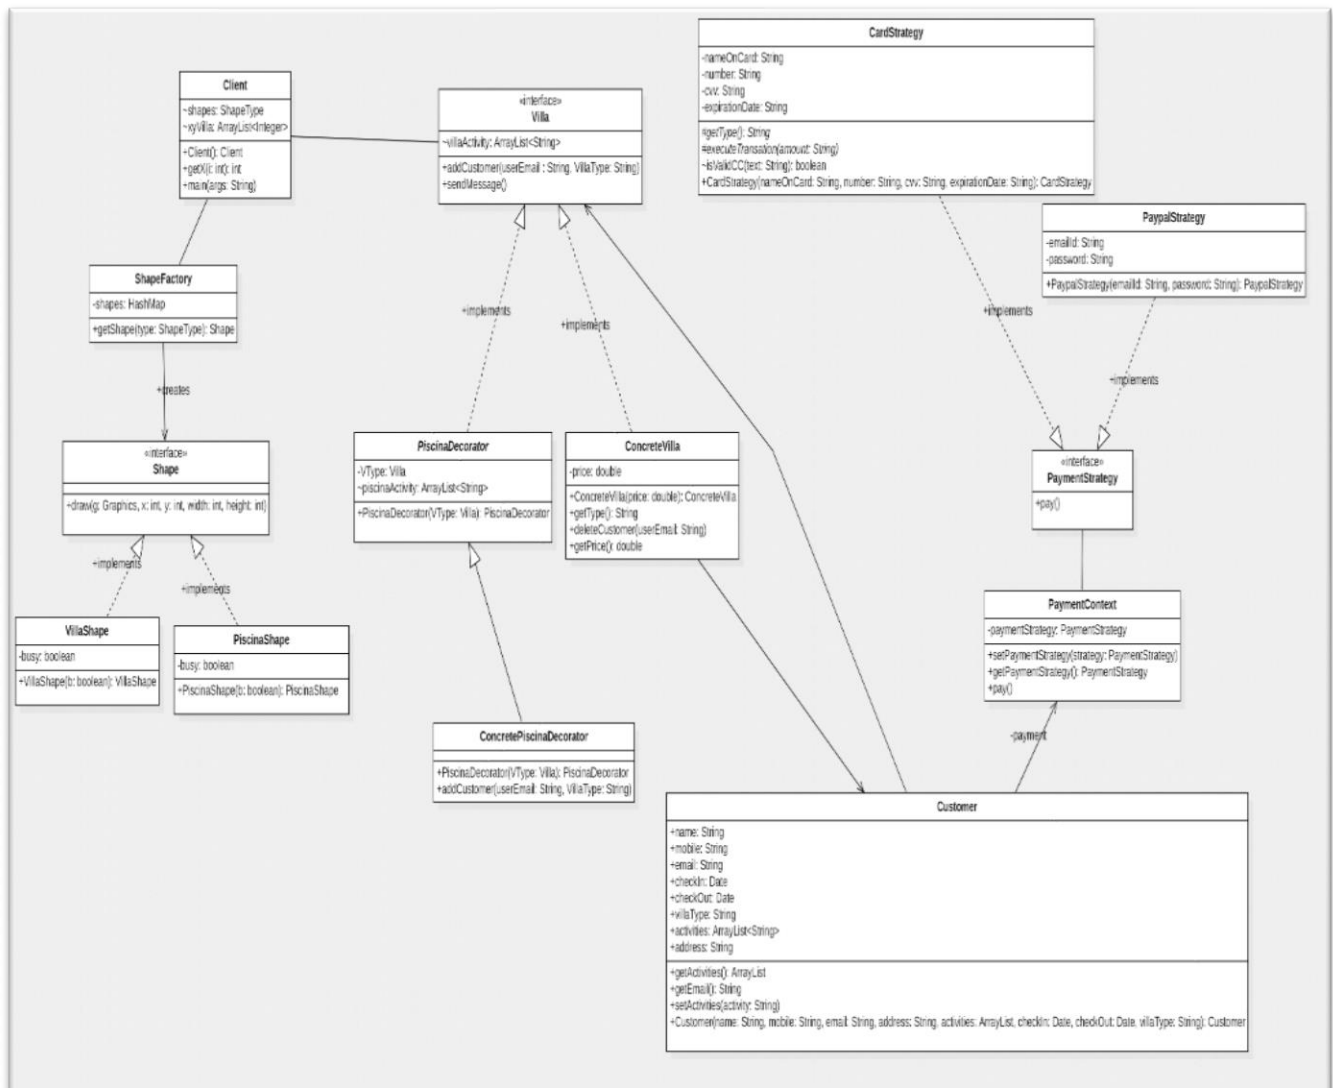 CardStrategy
-nameOnCard: String
-number: String
-cvv: String
-expirationDate: String
#getType(): String
#executeTransation(amount: String)
~isValidCC(text: String): boolean
+CardStrategy(nameOnCard: String, number: String, cvv: String, expirationDate: String): CardStrategy
Client
~shapes: ShapeType
~xyVilla: ArrayList<Integer>
+Client(): Client
+getX(i: int): int
+main(args: String)
«interface»
Villa
~villaActivity: ArrayList<String>
+addCustomer(userEmail : String, VillaType: String)
+sendMessage()
PaypalStrategy
-emailId: String
-password: String
+PaypalStrategy(emailId: String, password: String): PaypalStrategy
ShapeFactory
-shapes: HashMap
+getShape(type: ShapeType): Shape
+implements
+implements
+implements
+implements
+creates
«interface»
Shape
+draw(g: Graphics, x: int, y: int, width: int, height: int)
PiscinaDecorator
-VType: Villa
~piscinaActivity: ArrayList<String>
+PiscinaDecorator(VType: Villa): PiscinaDecorator
ConcreteVilla
-price: double
+ConcreteVilla(price: double): ConcreteVilla
+getType(): String
+deleteCustomer(userEmail: String)
+getPrice(): double
«interface»
PaymentStrategy
+pay()
+implements
+implements
VillaShape
-busy: boolean
+VillaShape(b: boolean): VillaShape
PiscinaShape
-busy: boolean
+PiscinaShape(b: boolean): PiscinaShape
PaymentContext
-paymentStrategy: PaymentStrategy
+setPaymentStrategy(strategy: PaymentStrategy)
+getPaymentStrategy(): PaymentStrategy
+pay()
-payment
ConcretePiscinaDecorator
+PiscinaDecorator(VType: Villa): PiscinaDecorator
+addCustomer(userEmail: String, VillaType: String)
Customer
+name: String
+mobile: String
+email: String
+checkIn: Date
+checkOut: Date
+villaType: String
+activities: ArrayList<String>
+address: String
+getActivities(): ArrayList
+getEmail(): String
+setActivities(activity: String)
+Customer(name: String, mobile: String, email: String, address: String, activities: ArrayList, checkIn: Date, checkOut: Date, villaType: String): Customer